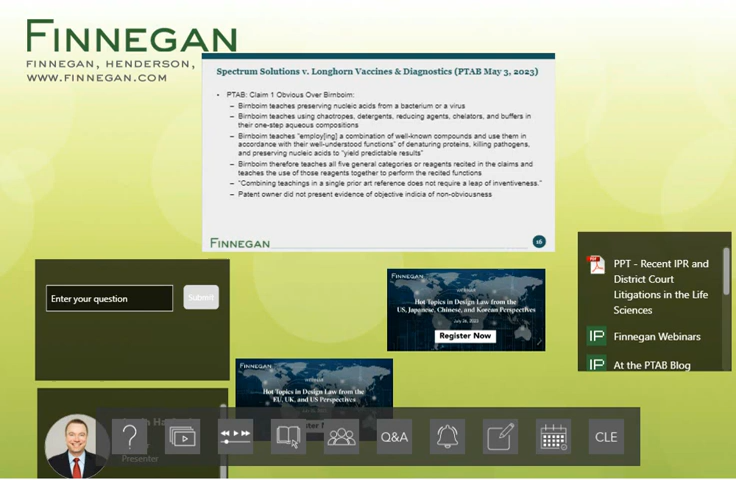 FINNEGAN
FINNEGAN, HENDERSON,
WWW.FINNEGAN.COM
Spectrum Solutions v. Longhorn Vaccines & Diagnostics (PTAB May 3, 2023)
• PTAB: Claim 1 Obvious Over Birnboim:
– Birnboim teaches preserving nucleic acids from a bacterium or a virus
– Birnboim teaches using chaotropes, detergents, reducing agents, chelators, and buffers in
their one-step aqueous compositions
– Birnboim teaches "employ[ing] a combination of well-known compounds and use them in
accordance with their well-understood functions" of denaturing proteins, killing pathogens,
and preserving nucleic acids to "yield predictable results"
– Birnboim therefore teaches all five general categories or reagents recited in the claims and
teaches the use of those reagents together to perform the recited functions
– "Combining teachings in a single prior art reference does not require a leap of inventiveness."
– Patent owner did not present evidence of objective indicia of non-obviousness
FINNEGAN
16
Enter your question
Submit
FINNEGAN
WEBINAR
Hot Topics in Design Law from the
US, Japanese, Chinese, and Korean Perspectives
July 26, 2023
Register Now
PPT - Recent IPR and
District Court
Litigations in the Life
Sciences
IP Finnegan Webinars
IP At the PTAB Blog
FINNEGAN
WEBINAR
Hot Topics in Design Law from the
EU, UK, and US Perspectives
Presenter
?
Q&A
CLE